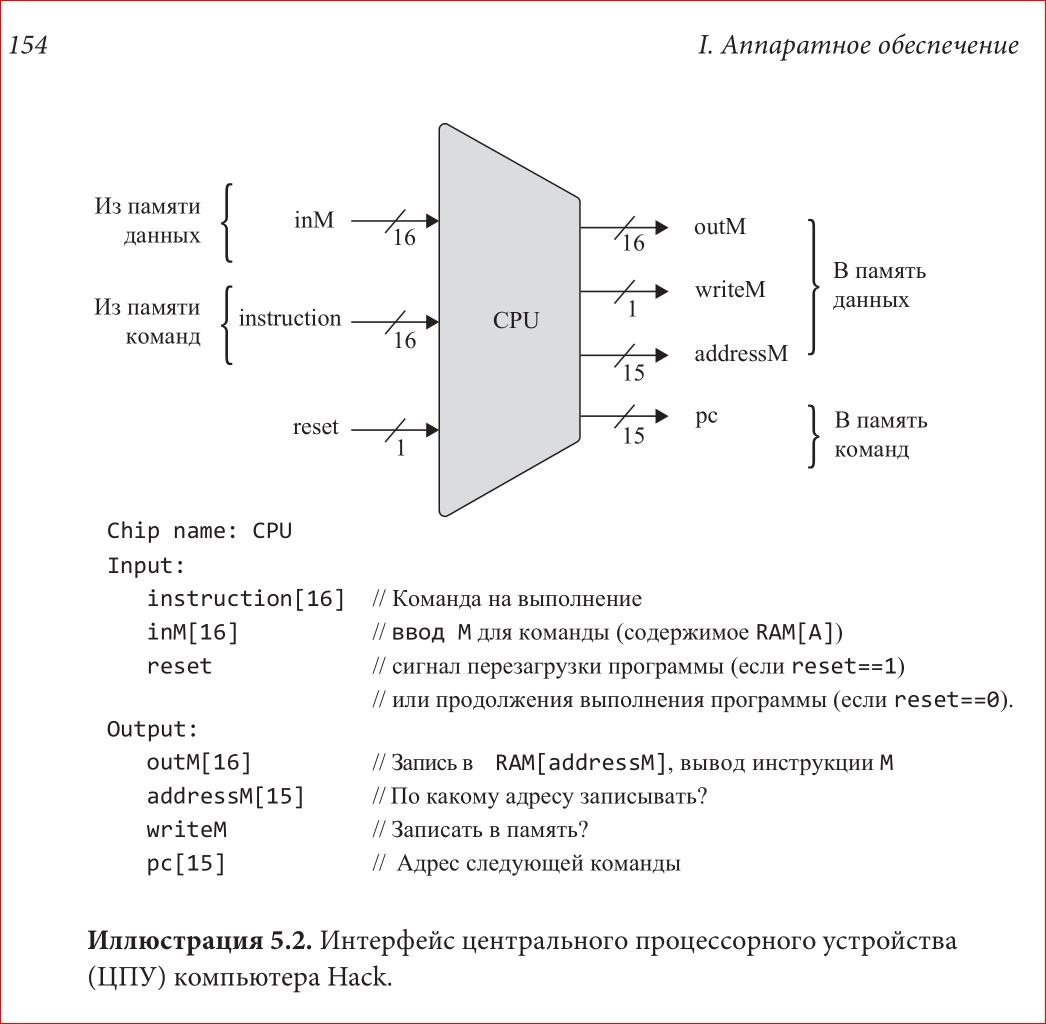 154
I. Аппаратное обеспечение
Из памяти
данных
inM
16
Из памяти
команд
instruction
16
reset
1
CPU
16
outM
1
writeM
15
addressM
В память
данных
15
pc
В память
команд
Chip name: CPU
Input:
instruction[16] // Команда на выполнение
inM[16] // ввод M для команды (содержимое RAM[A])
reset // сигнал перезагрузки программы (если reset==1)
// или продолжения выполнения программы (если reset==0).
Output:
outM[16] // Запись в RAM[addressM], вывод инструкции M
addressM[15] // По какому адресу записывать?
writeM // Записать в память?
pc[15] // Адрес следующей команды
Иллюстрация 5.2. Интерфейс центрального процессорного устройства
(ЦПУ) компьютера Hack.